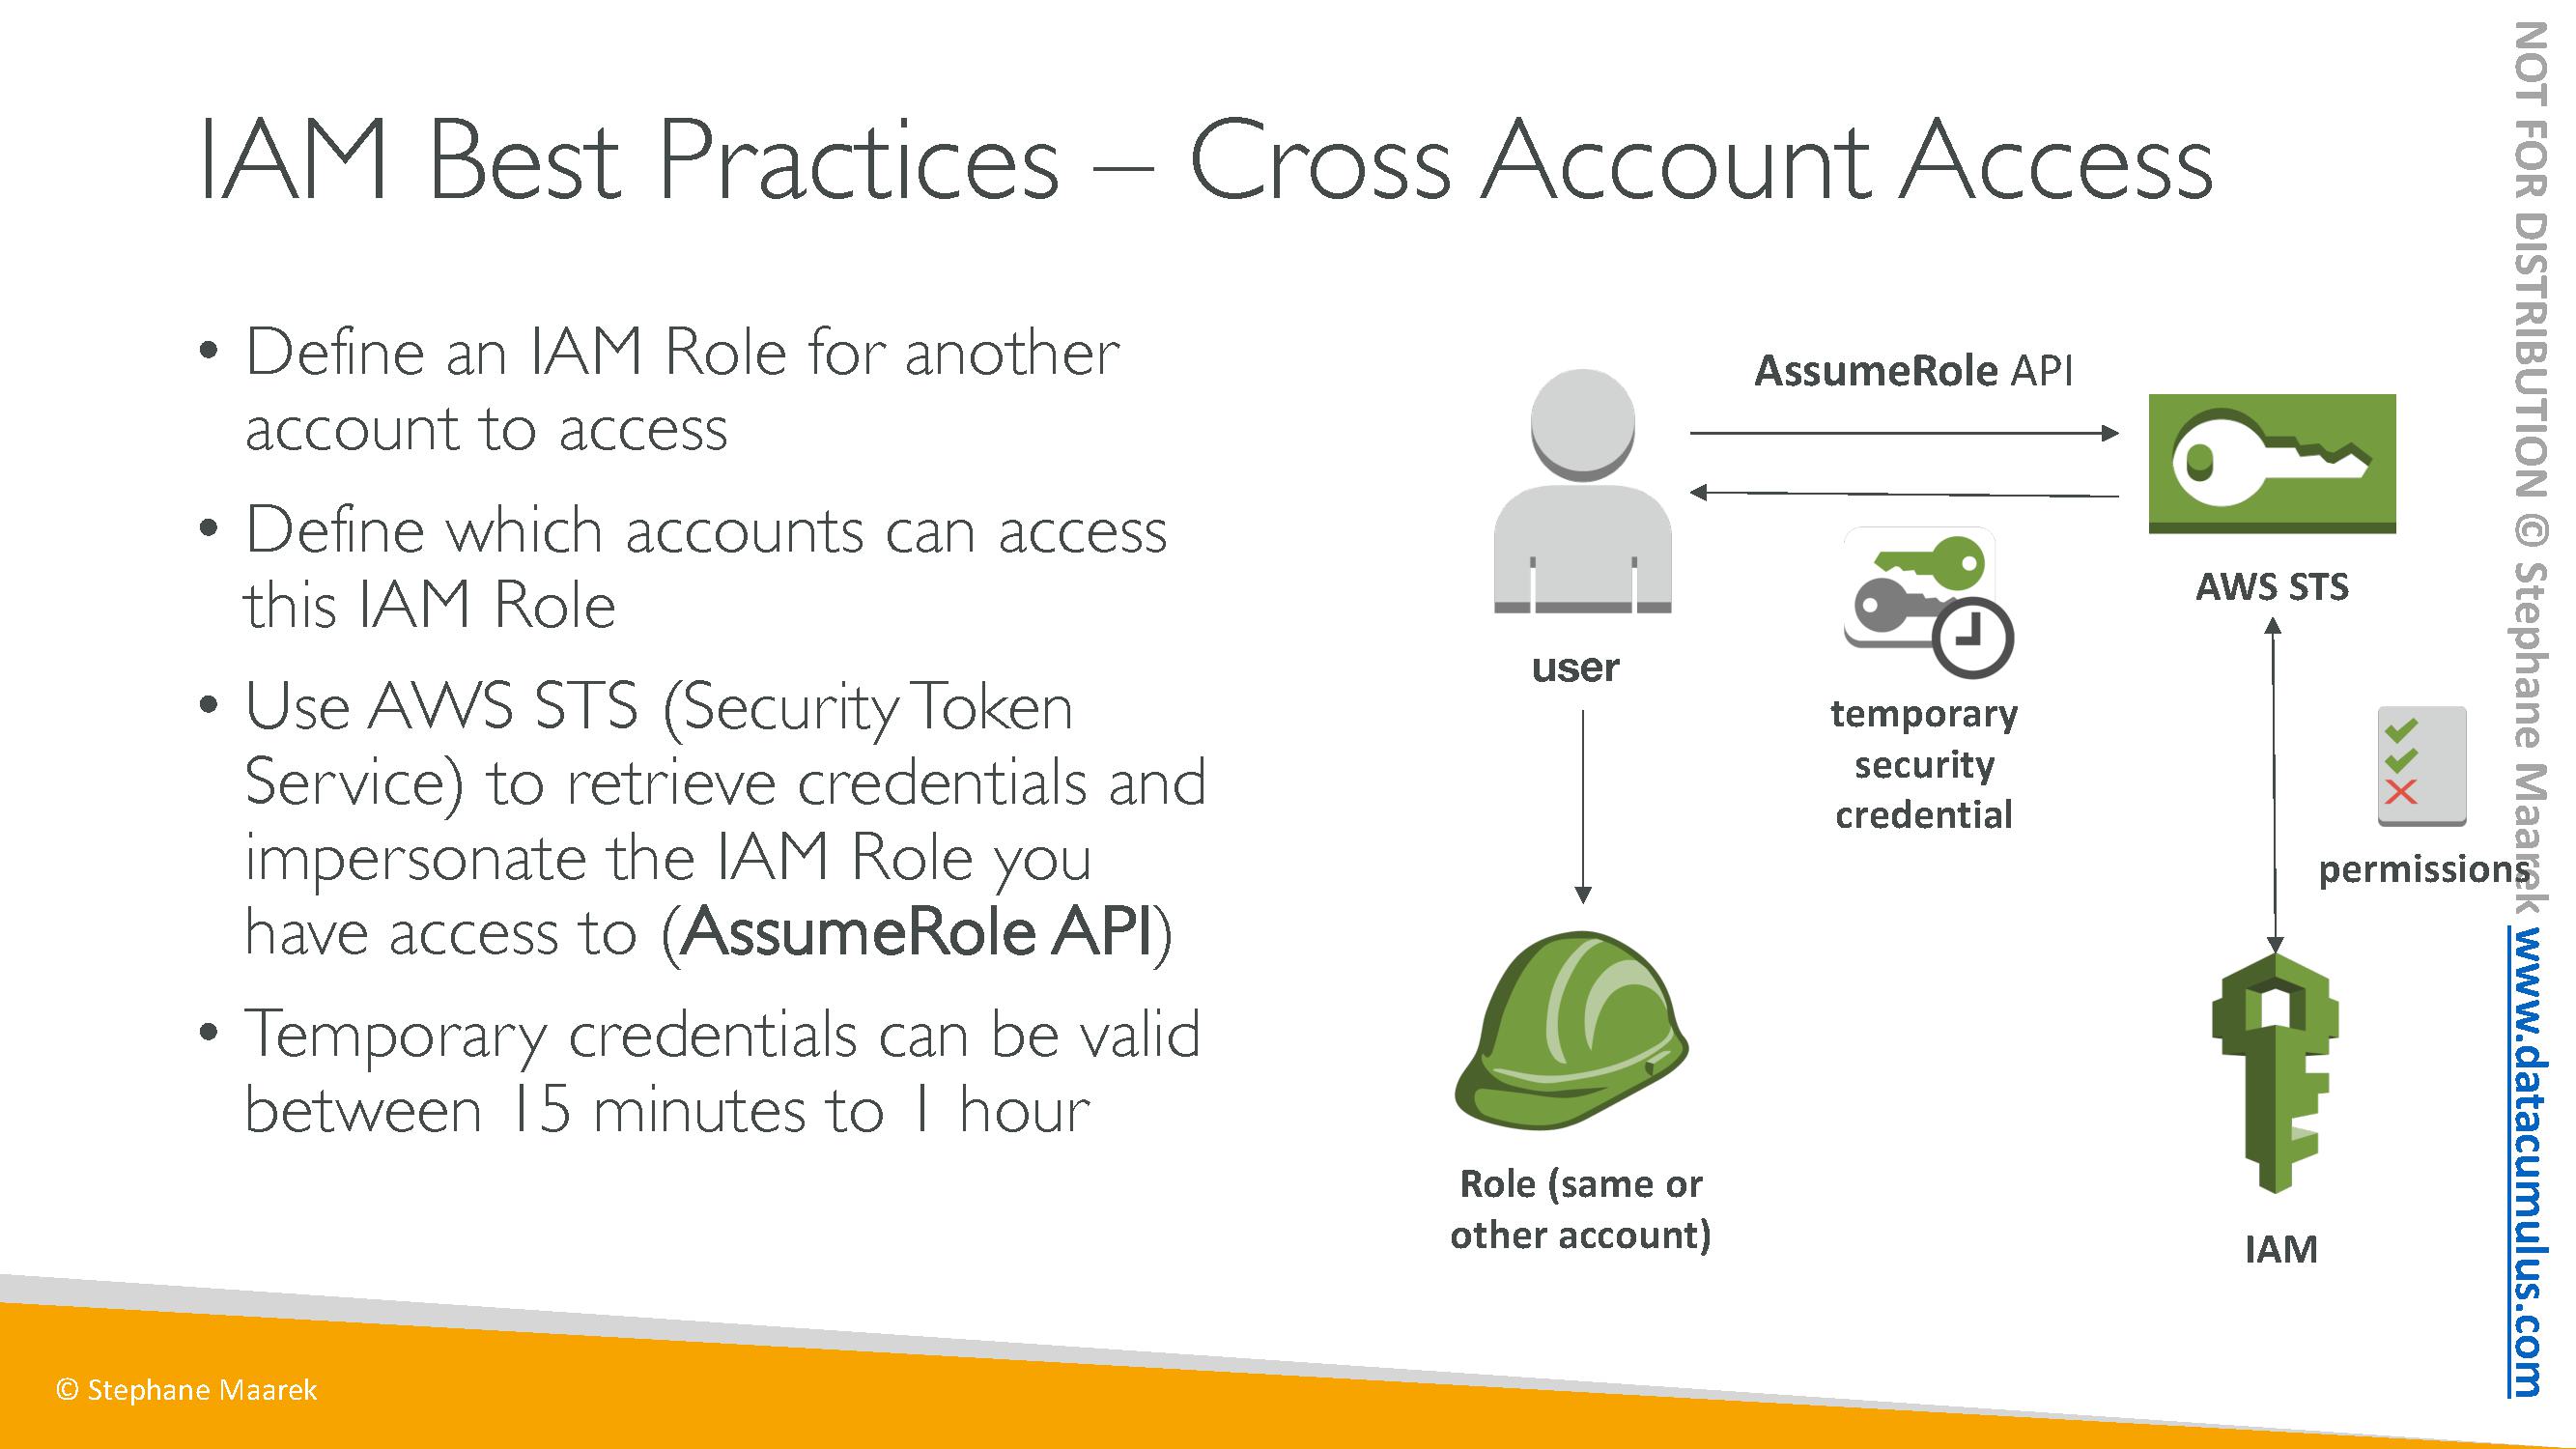 IAM Best Practices – Cross Account Access
• Define an IAM Role for another
account to access
• Define which accounts can access
this IAM Role
• Use AWS STS (Security Token
Service) to retrieve credentials and
impersonate the IAM Role you
have access to (AssumeRole API)
• Temporary credentials can be valid
between 15 minutes to 1 hour
AssumeRole API
user
temporary
security
credential
AWS STS
permissions
Role (same or
other account)
IAM
© Stephane Maarek
NOT FOR DISTRIBUTION © Stephane Maarek www.datacumulus.com